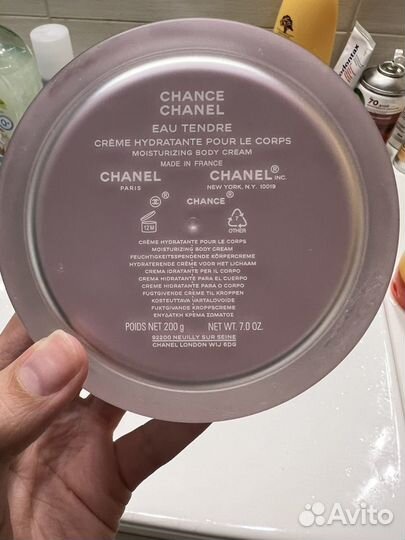 CHANCE
CHANEL
EAU TENDRE
CRÈME HYDRATANTE POUR LE CORPS
MOISTURIZING BODY CREAM
MADE IN FRANCE
CHANEL
PARIS
CHANEL® INC.
NEW YORK, N.Y. 10019
®
CHANCE®
12 M
7
OTHER
CRÈME HYDRATANTE POUR LE CORPS
MOISTURIZING BODY CREAM
FEUCHTIGKEITSSPENDENDE KÖRPERCREME
HYDRATERENDE CRÈME VOOR HET LICHAAM
CREMA IDRATANTE PER IL CORPO
CREMA HIDRATANTE PARA EL CUERPO
CREME HIDRATANTE PARA O CORPO
FUGTGIVENDE CREME TIL KROPPEN
KOSTEUTTAVA VARTALOVOIDE
FUKTGIVANDE KROPPSCREME
ΕΝΥΔΑΤΙΚΗ ΚΡΕΜΑ ΣΩΜΑΤΟΣ
POIDS NET 200 g NET WT. 7.0 OZ.
92200 NEUILLY SUR SEINE
CHANEL LONDON W1J 6DG
70
Avito